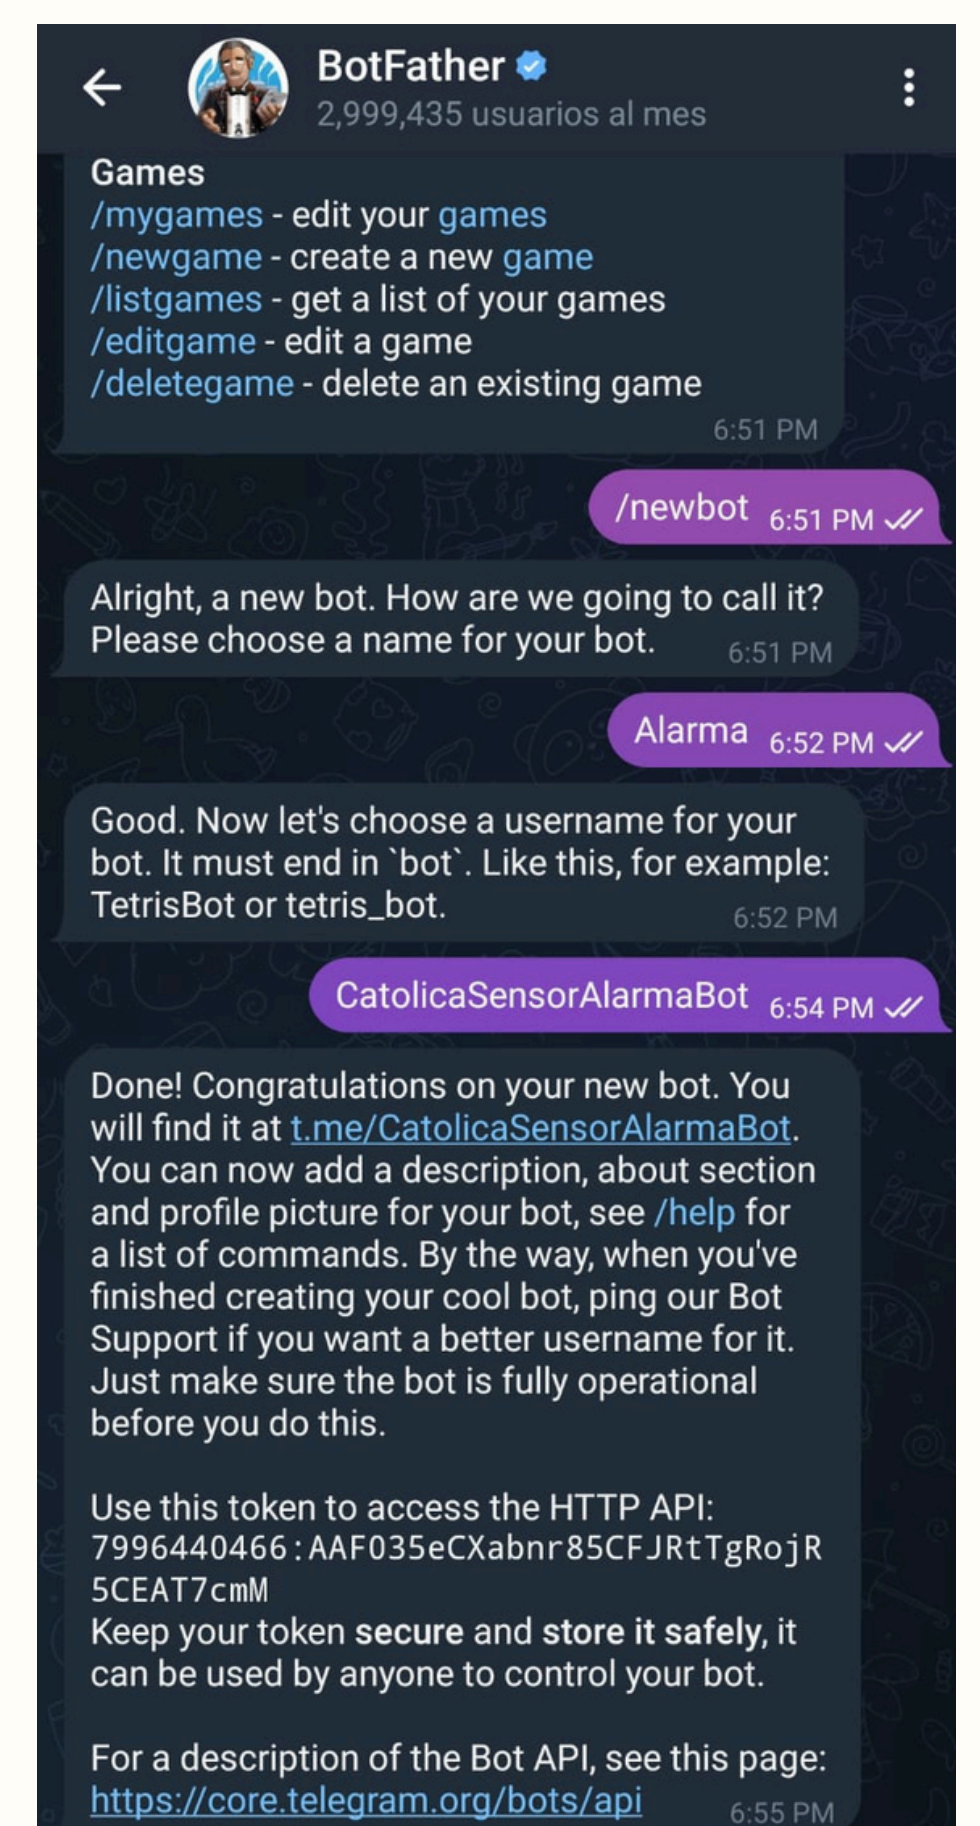 BotFather
2,999,435 usuarios al mes
Games
/mygames - edit your games
/newgame - create a new game
/listgames - get a list of your games
/editgame - edit a game
/deletegame - delete an existing game
6:51 PM
/newbot 6:51 PM
Alright, a new bot. How are we going to call it?
Please choose a name for your bot. 6:51 PM
Alarma 6:52 PM
Good. Now let's choose a username for your
bot. It must end in `bot`. Like this, for example:
TetrisBot or tetris_bot. 6:52 PM
CatolicaSensorAlarmaBot 6:54 PM
Done! Congratulations on your new bot. You
will find it at t.me/CatolicaSensorAlarmaBot.
You can now add a description, about section
and profile picture for your bot, see /help for
a list of commands. By the way, when you've
finished creating your cool bot, ping our Bot
Support if you want a better username for it.
Just make sure the bot is fully operational
before you do this.
Use this token to access the HTTP API:
7996440466:AAFO35eCXabnr85CFJRtTgRojR
5CEAT7cmM
Keep your token secure and store it safely, it
can be used by anyone to control your bot.
For a description of the Bot API, see this page:
https://core.telegram.org/bots/api 6:55 PM